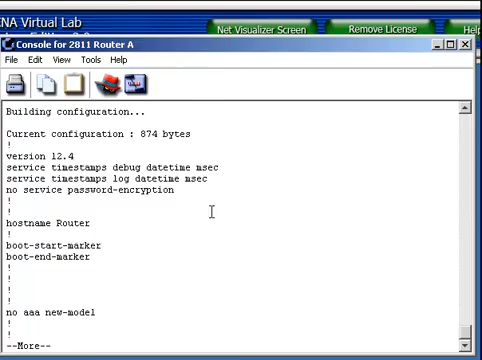 NA Virtual Lab
Net Visualizer Screen
Remove License
Help
Console for 2811 Router A
File Edit View Tools Help
Building configuration...
Current configuration : 874 bytes
!
version 12.4
service timestamps debug datetime msec
service timestamps log datetime msec
no service password-encryption
!
!
hostname Router
!
boot-start-marker
boot-end-marker
!
!
!
!
no aaa new-model
!
!
--More--